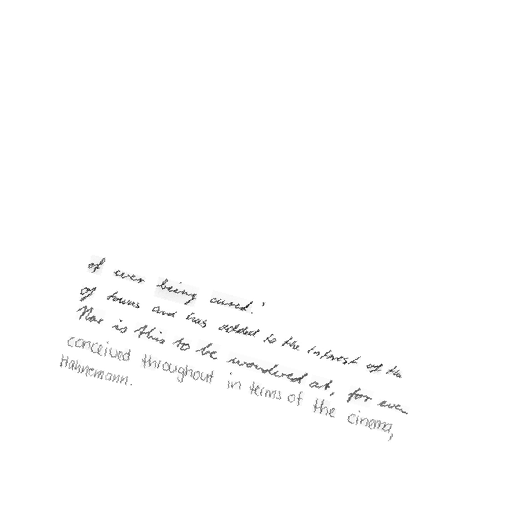 of ever being cured.'
of towns and has added to the interest of the
Nor is this to be wondered at, for even
conceived throughout in terms of the cinema,
Hahnemann.